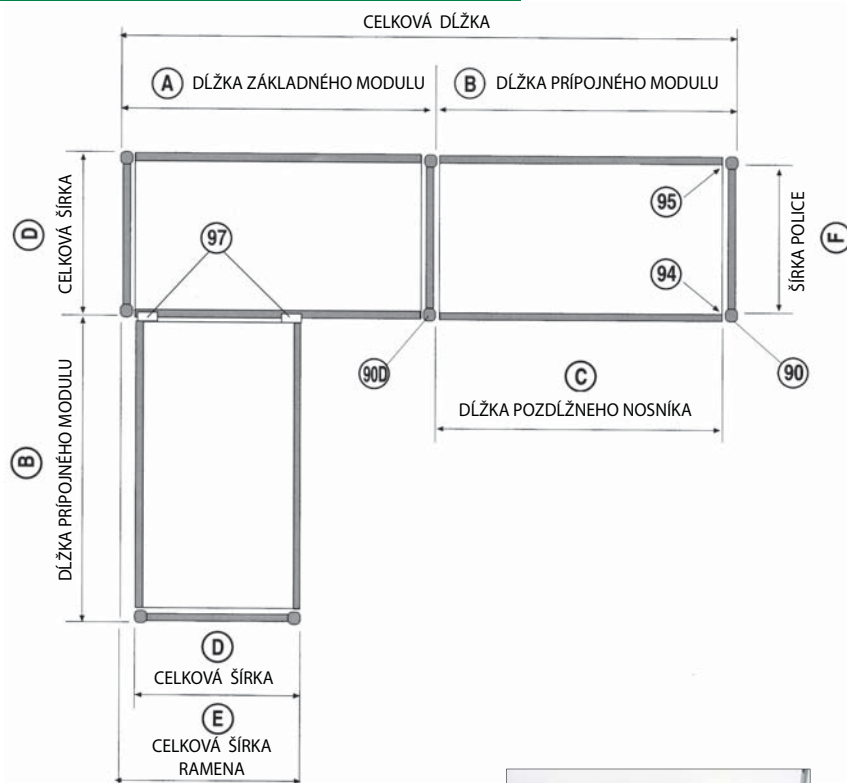 CELKOVÁ DĹŽKA
A DĹŽKA ZÁKLADNÉHO MODULU
B DĹŽKA PRÍPOJNÉHO MODULU
D CELKOVÁ ŠÍRKA
97
95
94
F ŠÍRKA POLICE
90D
90
C
DĹŽKA POZDĹŽNEHO NOSNÍKA
B DĹŽKA PRÍPOJNÉHO MODULU
D
CELKOVÁ ŠÍRKA
E
CELKOVÁ ŠÍRKA
RAMENA